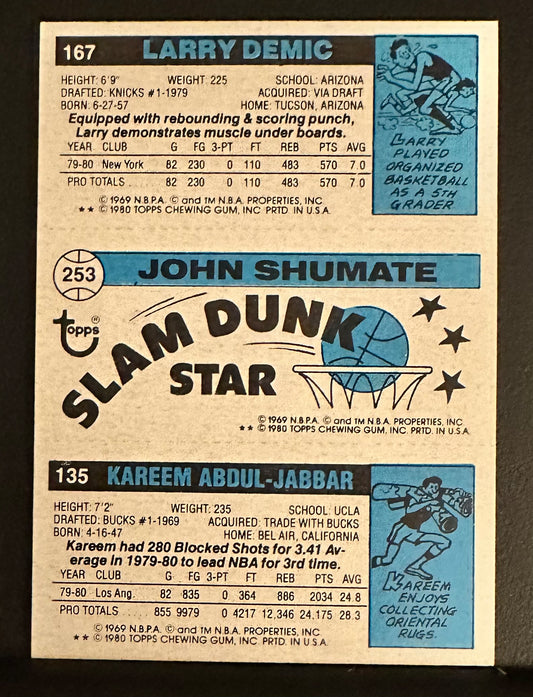 167 LARRY DEMIC
HEIGHT: 6'9" WEIGHT: 225 SCHOOL: ARIZONA
DRAFTED: KNICKS #1-1979 ACQUIRED: VIA DRAFT
BORN: 6-27-57 HOME: TUCSON, ARIZONA
Equipped with rebounding & scoring punch,
Larry demonstrates muscle under boards.
YEAR CLUB G FG 3-PT FT REB PTS AVG
79-80 New York 82 230 0 110 483 570 7.0
PRO TOTALS ..... 82 230 0 110 483 570 7.0
© 1969 N.B.P.A. © and TM N.B.A. PROPERTIES, INC.
★★ © 1980 TOPPS CHEWING GUM, INC. PRTD. IN U.S.A.
LARRY
PLAYED
ORGANIZED
BASKETBALL
AS A 5TH
GRADER
253 JOHN SHUMATE
topps®
SLAM DUNK
STAR
© 1969 N.B.P.A. © and TM N.B.A. PROPERTIES, INC.
★★ © 1980 TOPPS CHEWING GUM, INC. PRTD. IN U.S.A.
135 KAREEM ABDUL-JABBAR
HEIGHT: 7'2" WEIGHT: 235 SCHOOL: UCLA
DRAFTED: BUCKS #1-1969 ACQUIRED: TRADE WITH BUCKS
BORN: 4-16-47 HOME: BEL AIR, CALIFORNIA
Kareem had 280 Blocked Shots for 3.41 Av-
erage in 1979-80 to lead NBA for 3rd time.
YEAR CLUB G FG 3-PT FT REB PTS AVG
79-80 Los Ang. 82 835 0 364 886 2034 24.8
PRO TOTALS ..... 855 9979 0 4217 12,346 24,175 28.3
© 1969 N.B.P.A. © and TM N.B.A. PROPERTIES, INC.
★★ © 1980 TOPPS CHEWING GUM, INC. PRTD. IN U.S.A.
KAREEM
ENJOYS
COLLECTING
ORIENTAL
RUGS.